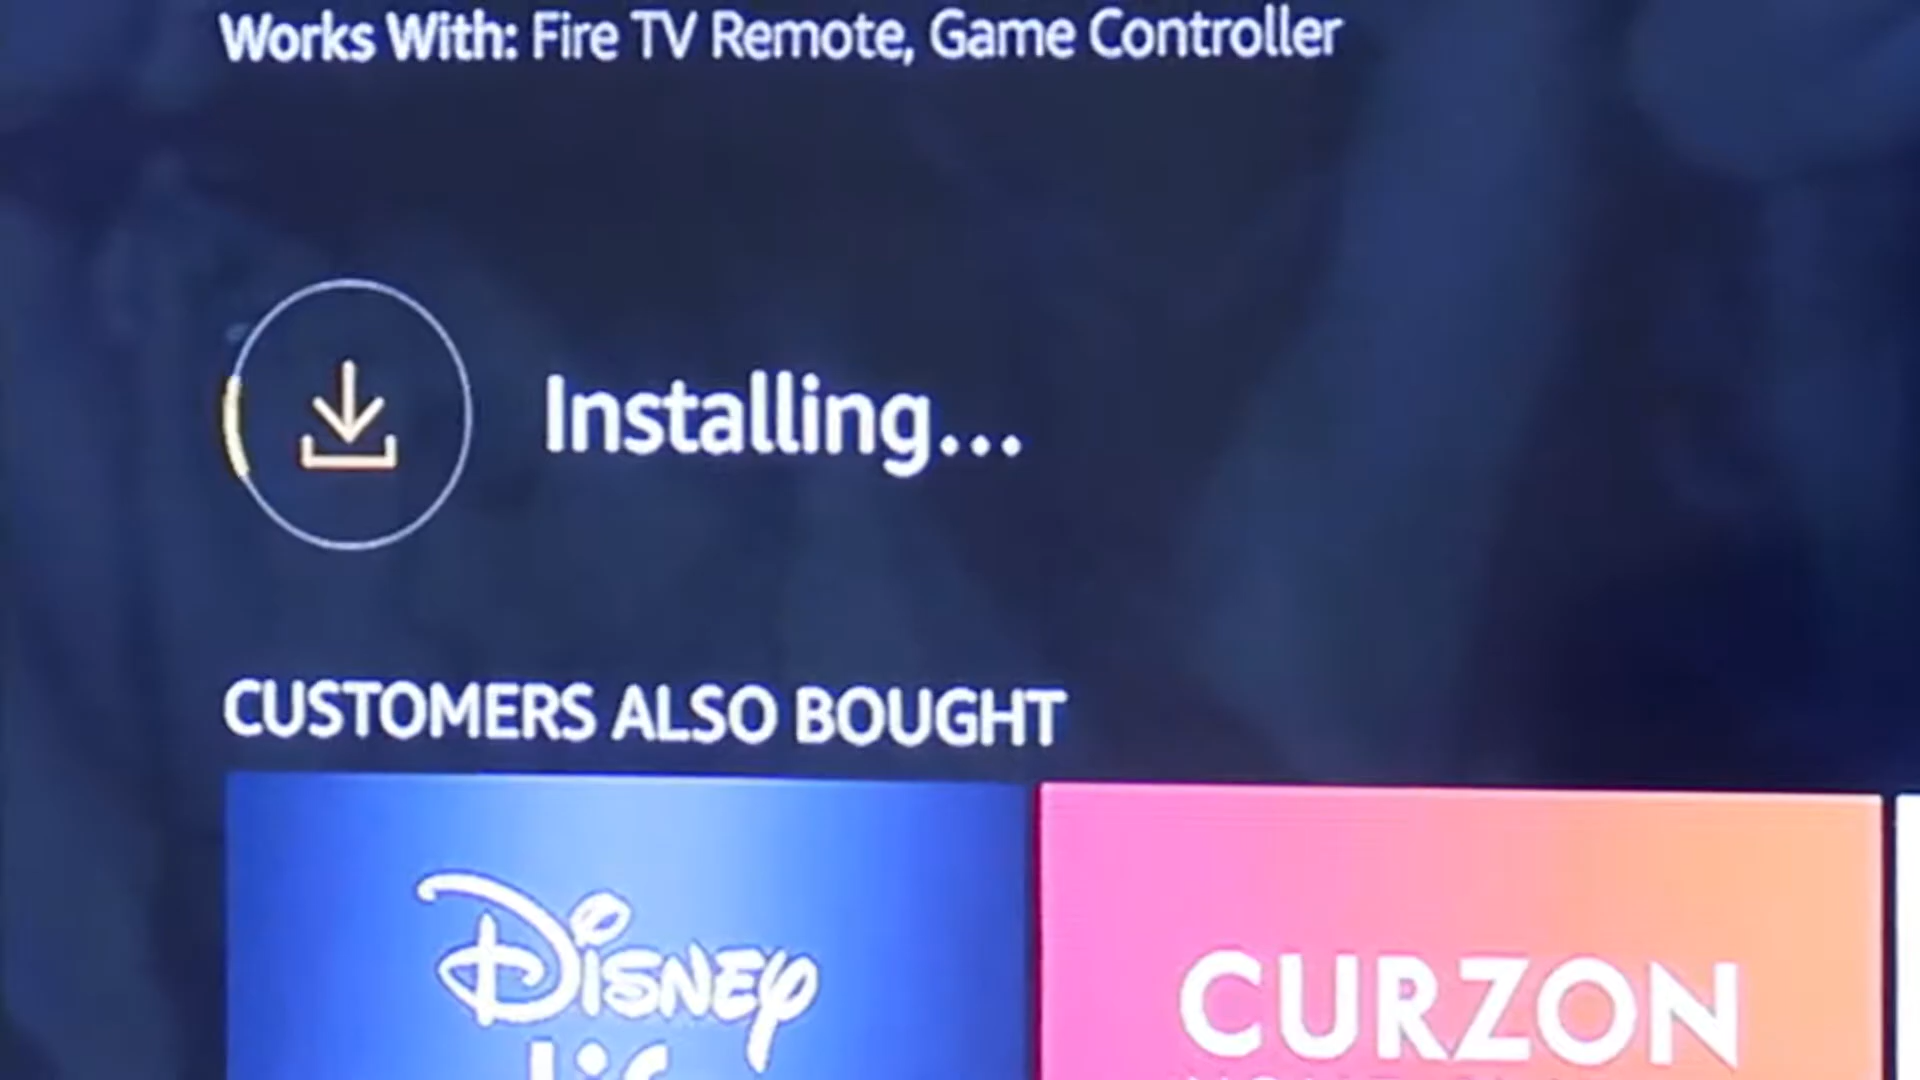 Works With: Fire TV Remote, Game Controller
Installing...
CUSTOMERS ALSO BOUGHT
Disney
CURZON